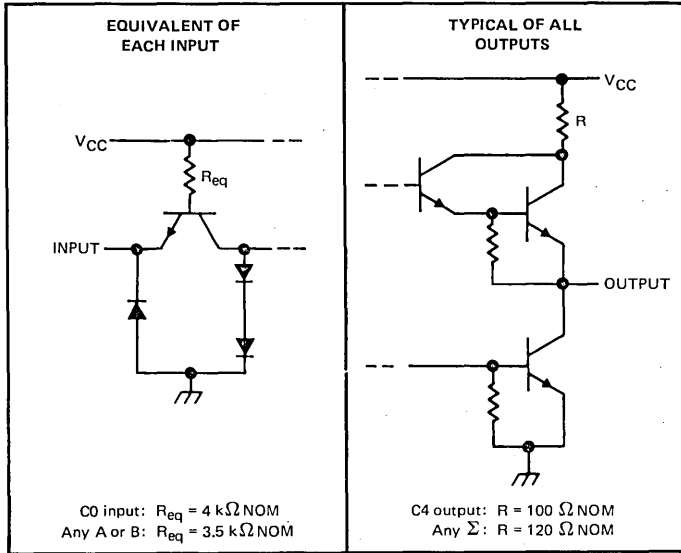 EQUIVALENT OF
EACH INPUT
VCC
Req
INPUT
C0 input: Req = 4 kΩ NOM
Any A or B: Req = 3.5 kΩ NOM
TYPICAL OF ALL
OUTPUTS
VCC
R
OUTPUT
C4 output: R = 100 Ω NOM
Any Σ: R = 120 Ω NOM